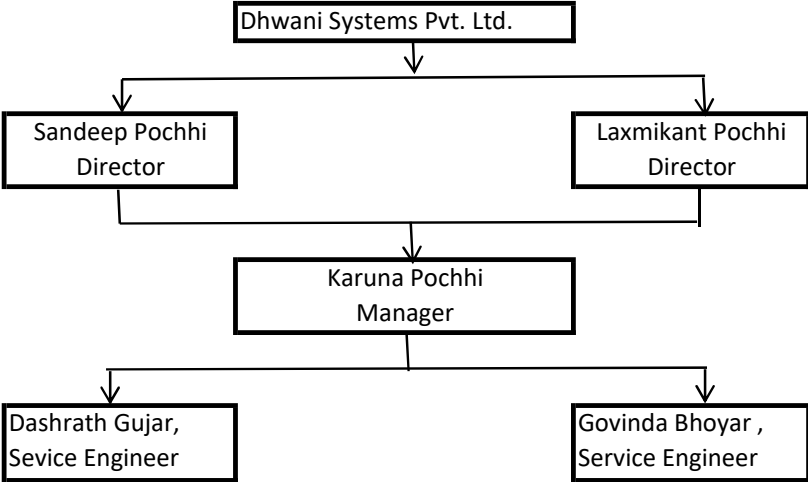 Dhwani Systems Pvt. Ltd.
Sandeep Pochhi
Director
Laxmikant Pochhi
Director
Karuna Pochhi
Manager
Dashrath Gujar,
Sevice Engineer
Govinda Bhoyar ,
Service Engineer